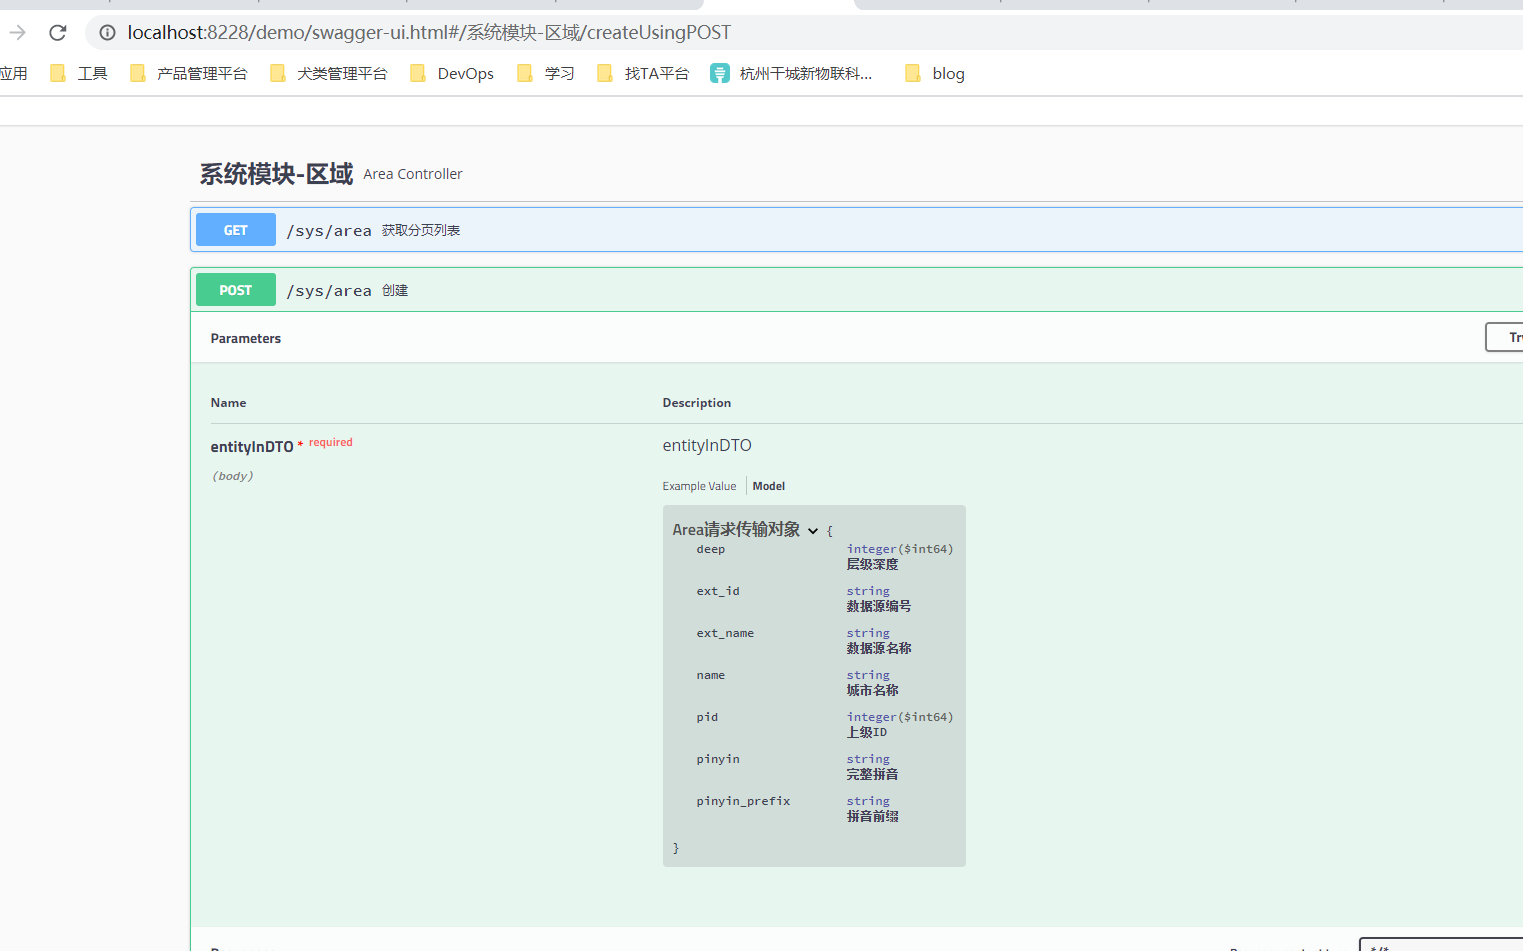 localhost:8228/demo/swagger-ui.html#/系统模块-区域/createUsingPOST
应用 工具 产品管理平台 犬类管理平台 DevOps 学习 找TA平台 杭州干城新物联科... blog
系统模块-区域 Area Controller
GET /sys/area 获取分页列表
POST /sys/area 创建
Parameters
Name Description
entityInDTO * required entityInDTO
(body)
Example Value Model
Area请求传输对象 {
deep integer($int64)
层级深度
ext_id string
数据源编号
ext_name string
数据源名称
name string
城市名称
pid integer($int64)
上级ID
pinyin string
完整拼音
pinyin_prefix string
拼音前缀
}